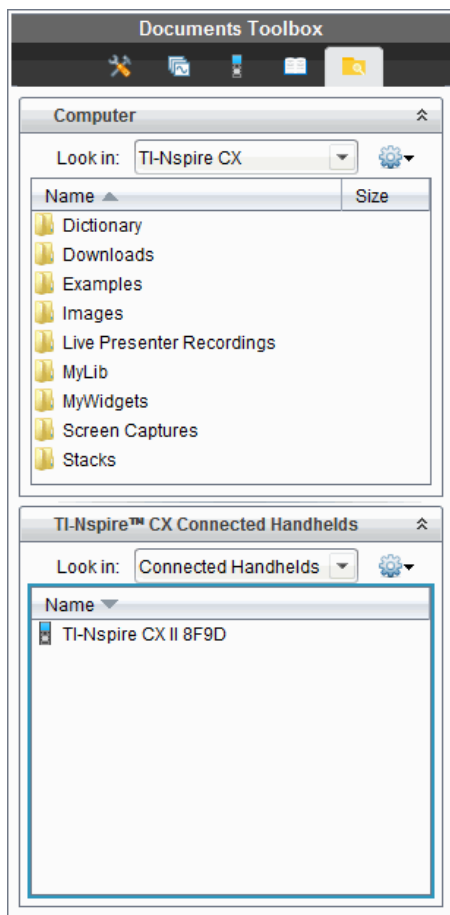 Documents Toolbox
Computer
Look in: TI-Nspire CX
Name Size
Dictionary
Downloads
Examples
Images
Live Presenter Recordings
MyLib
MyWidgets
Screen Captures
Stacks
TI-Nspire™ CX Connected Handhelds
Look in: Connected Handhelds
Name
TI-Nspire CX II 8F9D